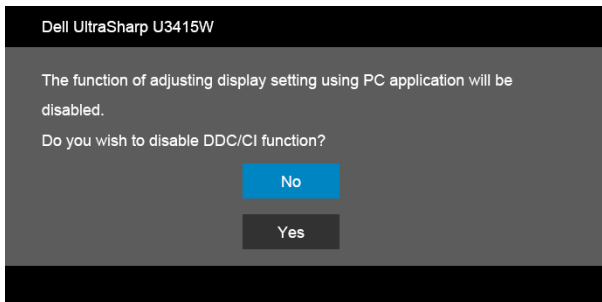 Dell UltraSharp U3415W
The function of adjusting display setting using PC application will be
disabled.
Do you wish to disable DDC/CI function?
No
Yes